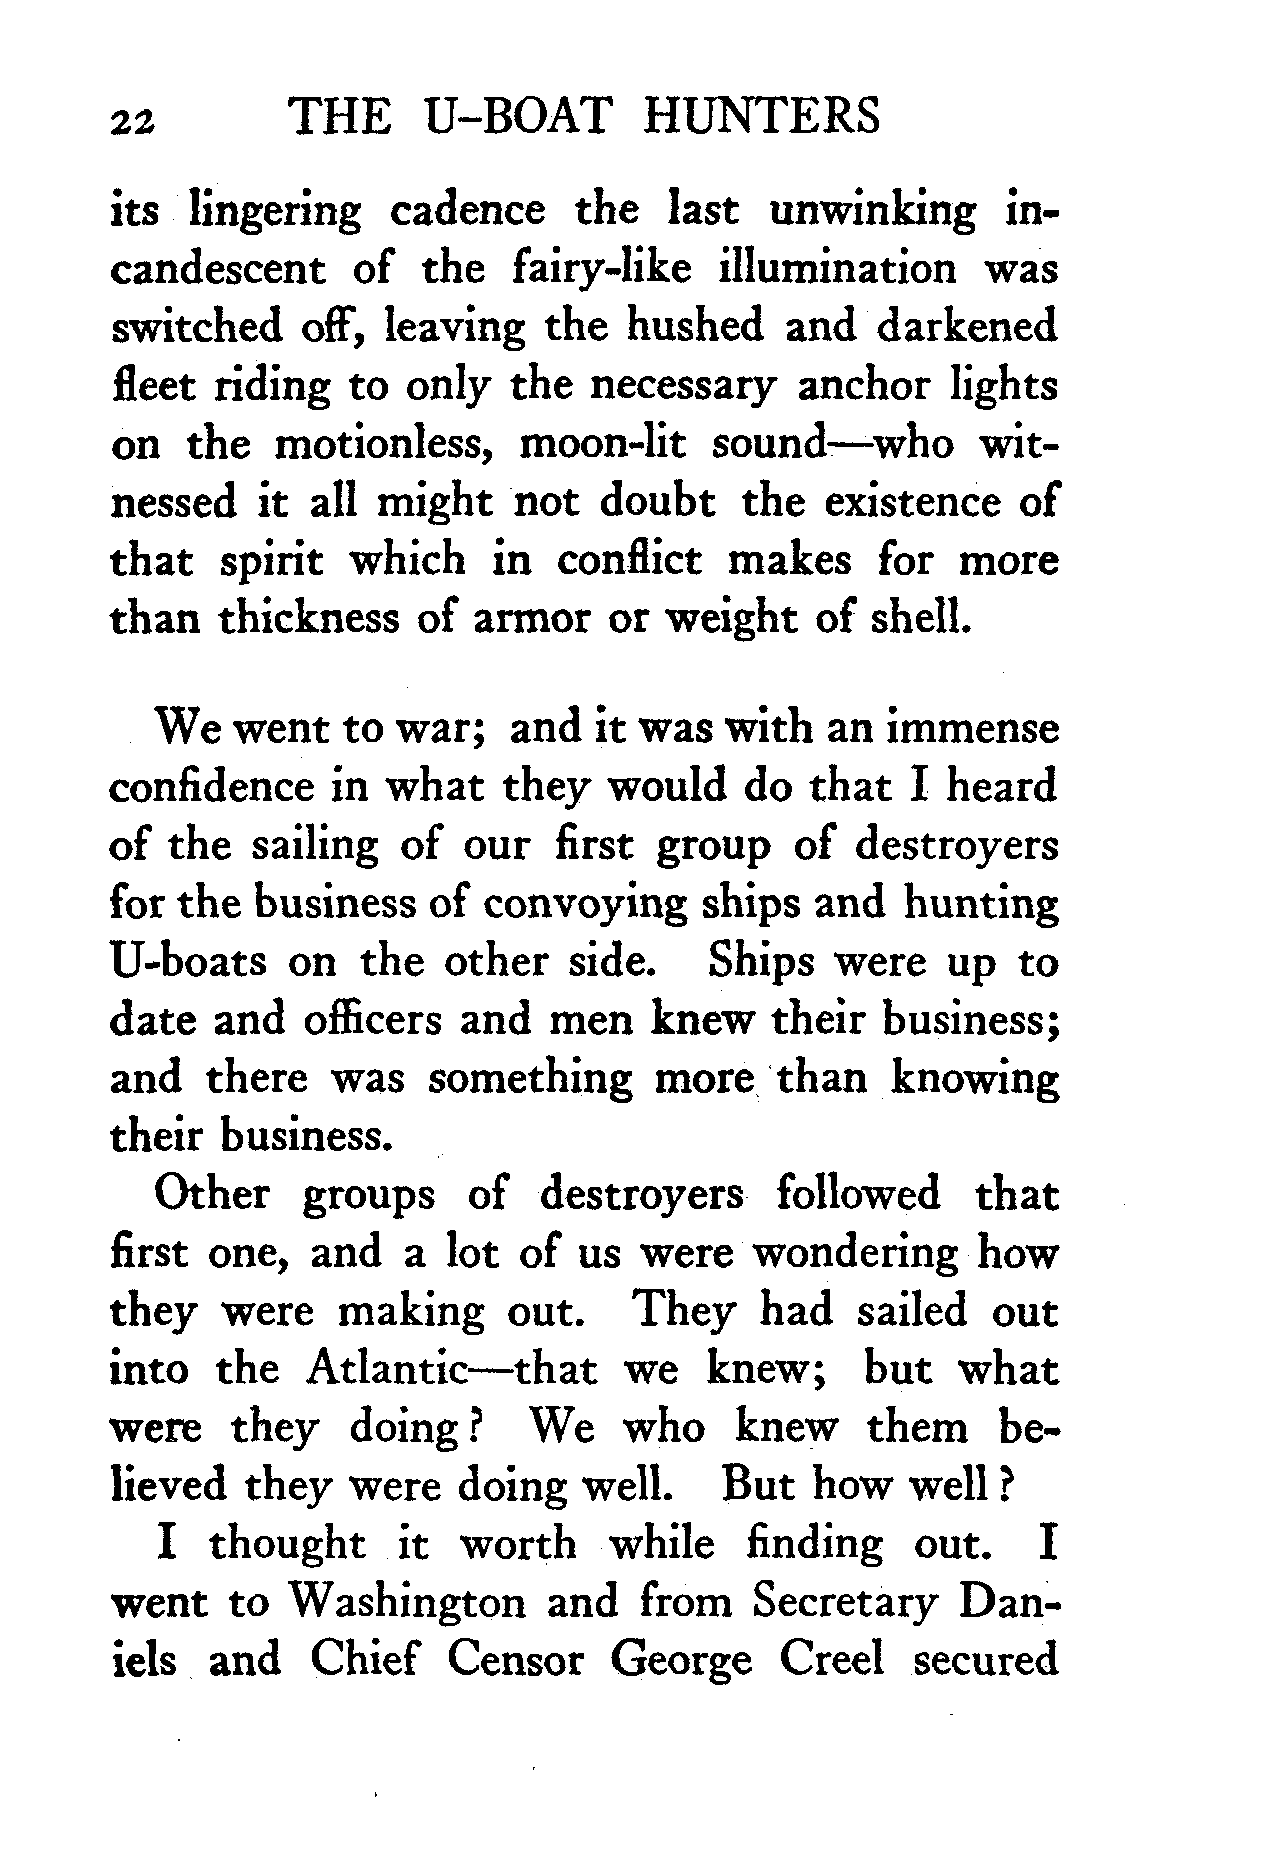 22 THE U-BOAT HUNTERS
its lingering cadence the last unwinking in-
candescent of the fairy-like illumination was
switched off, leaving the hushed and darkened
fleet riding to only the necessary anchor lights
on the motionless, moon-lit sound—who wit-
nessed it all might not doubt the existence of
that spirit which in conflict makes for more
than thickness of armor or weight of shell.
We went to war; and it was with an immense
confidence in what they would do that I heard
of the sailing of our first group of destroyers
for the business of convoying ships and hunting
U-boats on the other side. Ships were up to
date and officers and men knew their business;
and there was something more than knowing
their business.
Other groups of destroyers followed that
first one, and a lot of us were wondering how
they were making out. They had sailed out
into the Atlantic—that we knew; but what
were they doing? We who knew them be-
lieved they were doing well. But how well?
I thought it worth while finding out. I
went to Washington and from Secretary Dan-
iels and Chief Censor George Creel secured